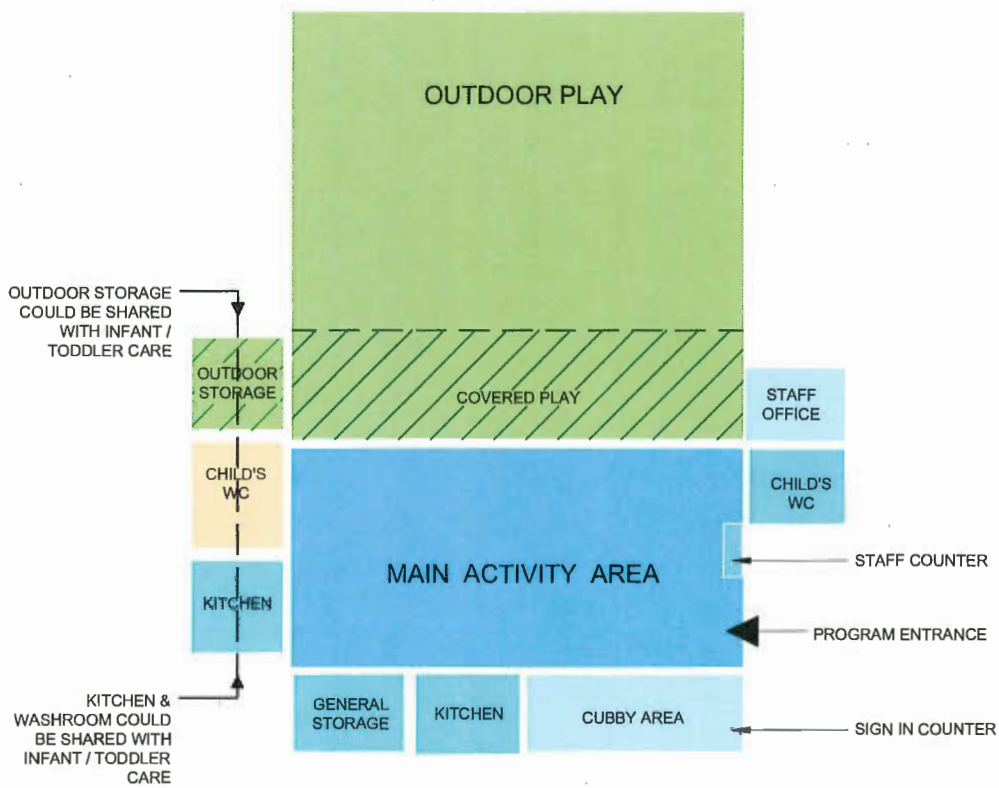 OUTDOOR PLAY
OUTDOOR STORAGE
COULD BE SHARED
WITH INFANT /
TODDLER CARE
OUTDOOR
STORAGE
COVERED PLAY
STAFF
OFFICE
CHILD'S
WC
CHILD'S
WC
STAFF COUNTER
MAIN ACTIVITY AREA
KITCHEN
PROGRAM ENTRANCE
KITCHEN &
WASHROOM COULD
BE SHARED WITH
INFANT / TODDLER
CARE
GENERAL
STORAGE
KITCHEN
CUBBY AREA
SIGN IN COUNTER